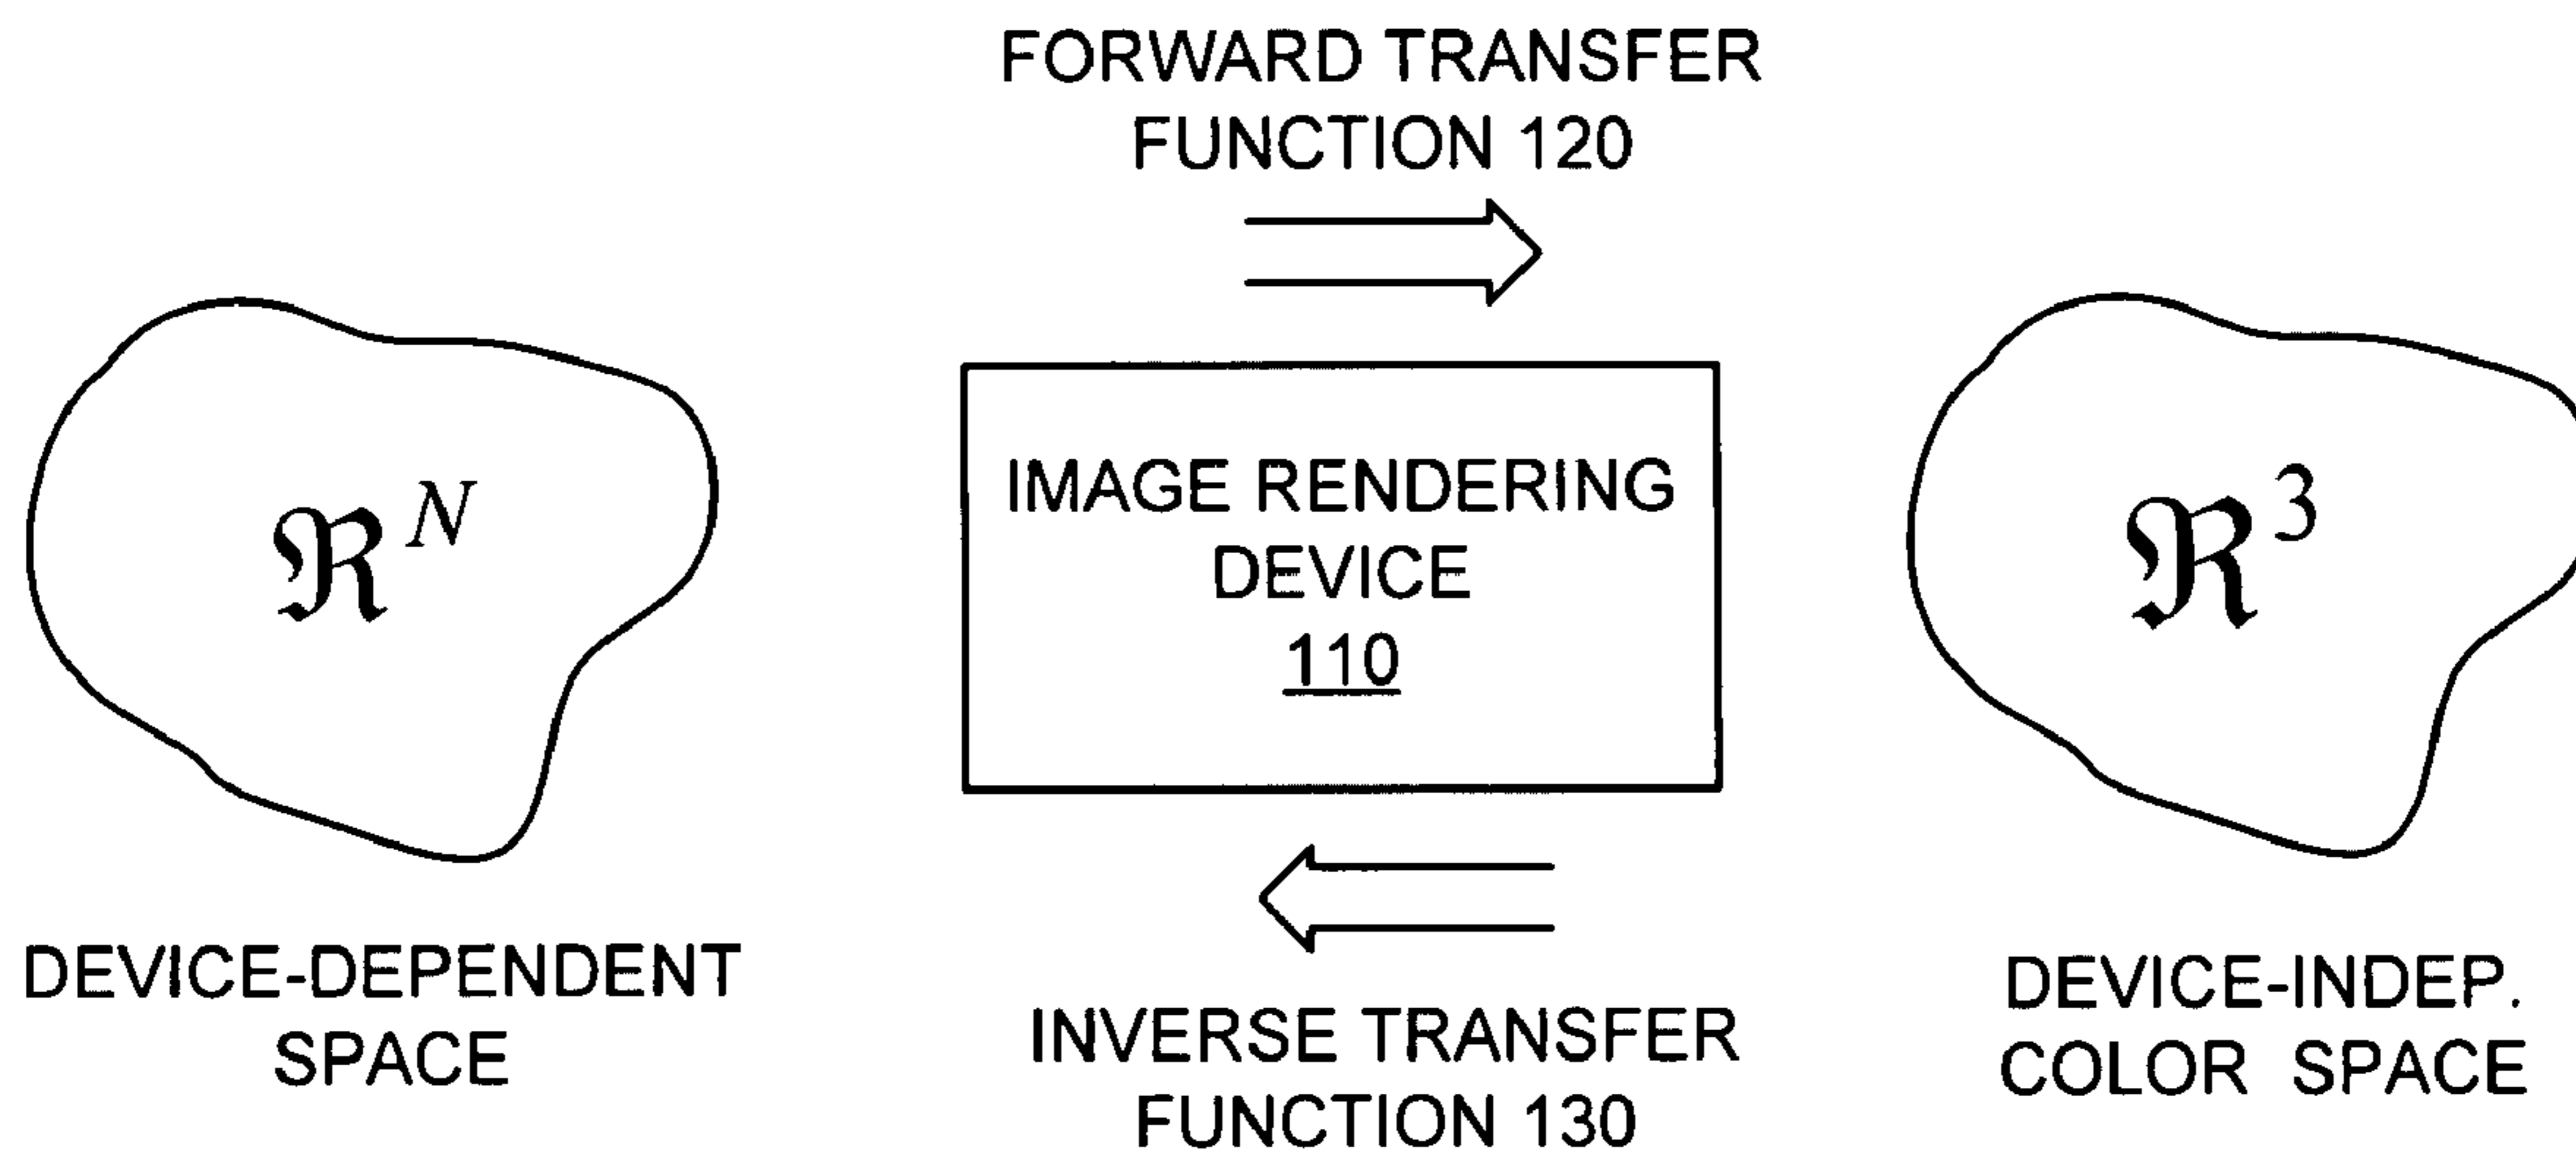 FORWARD TRANSFER
FUNCTION 120
ℜ^N
IMAGE RENDERING
DEVICE
110
ℜ^3
DEVICE-DEPENDENT
SPACE
INVERSE TRANSFER
FUNCTION 130
DEVICE-INDEP.
COLOR SPACE